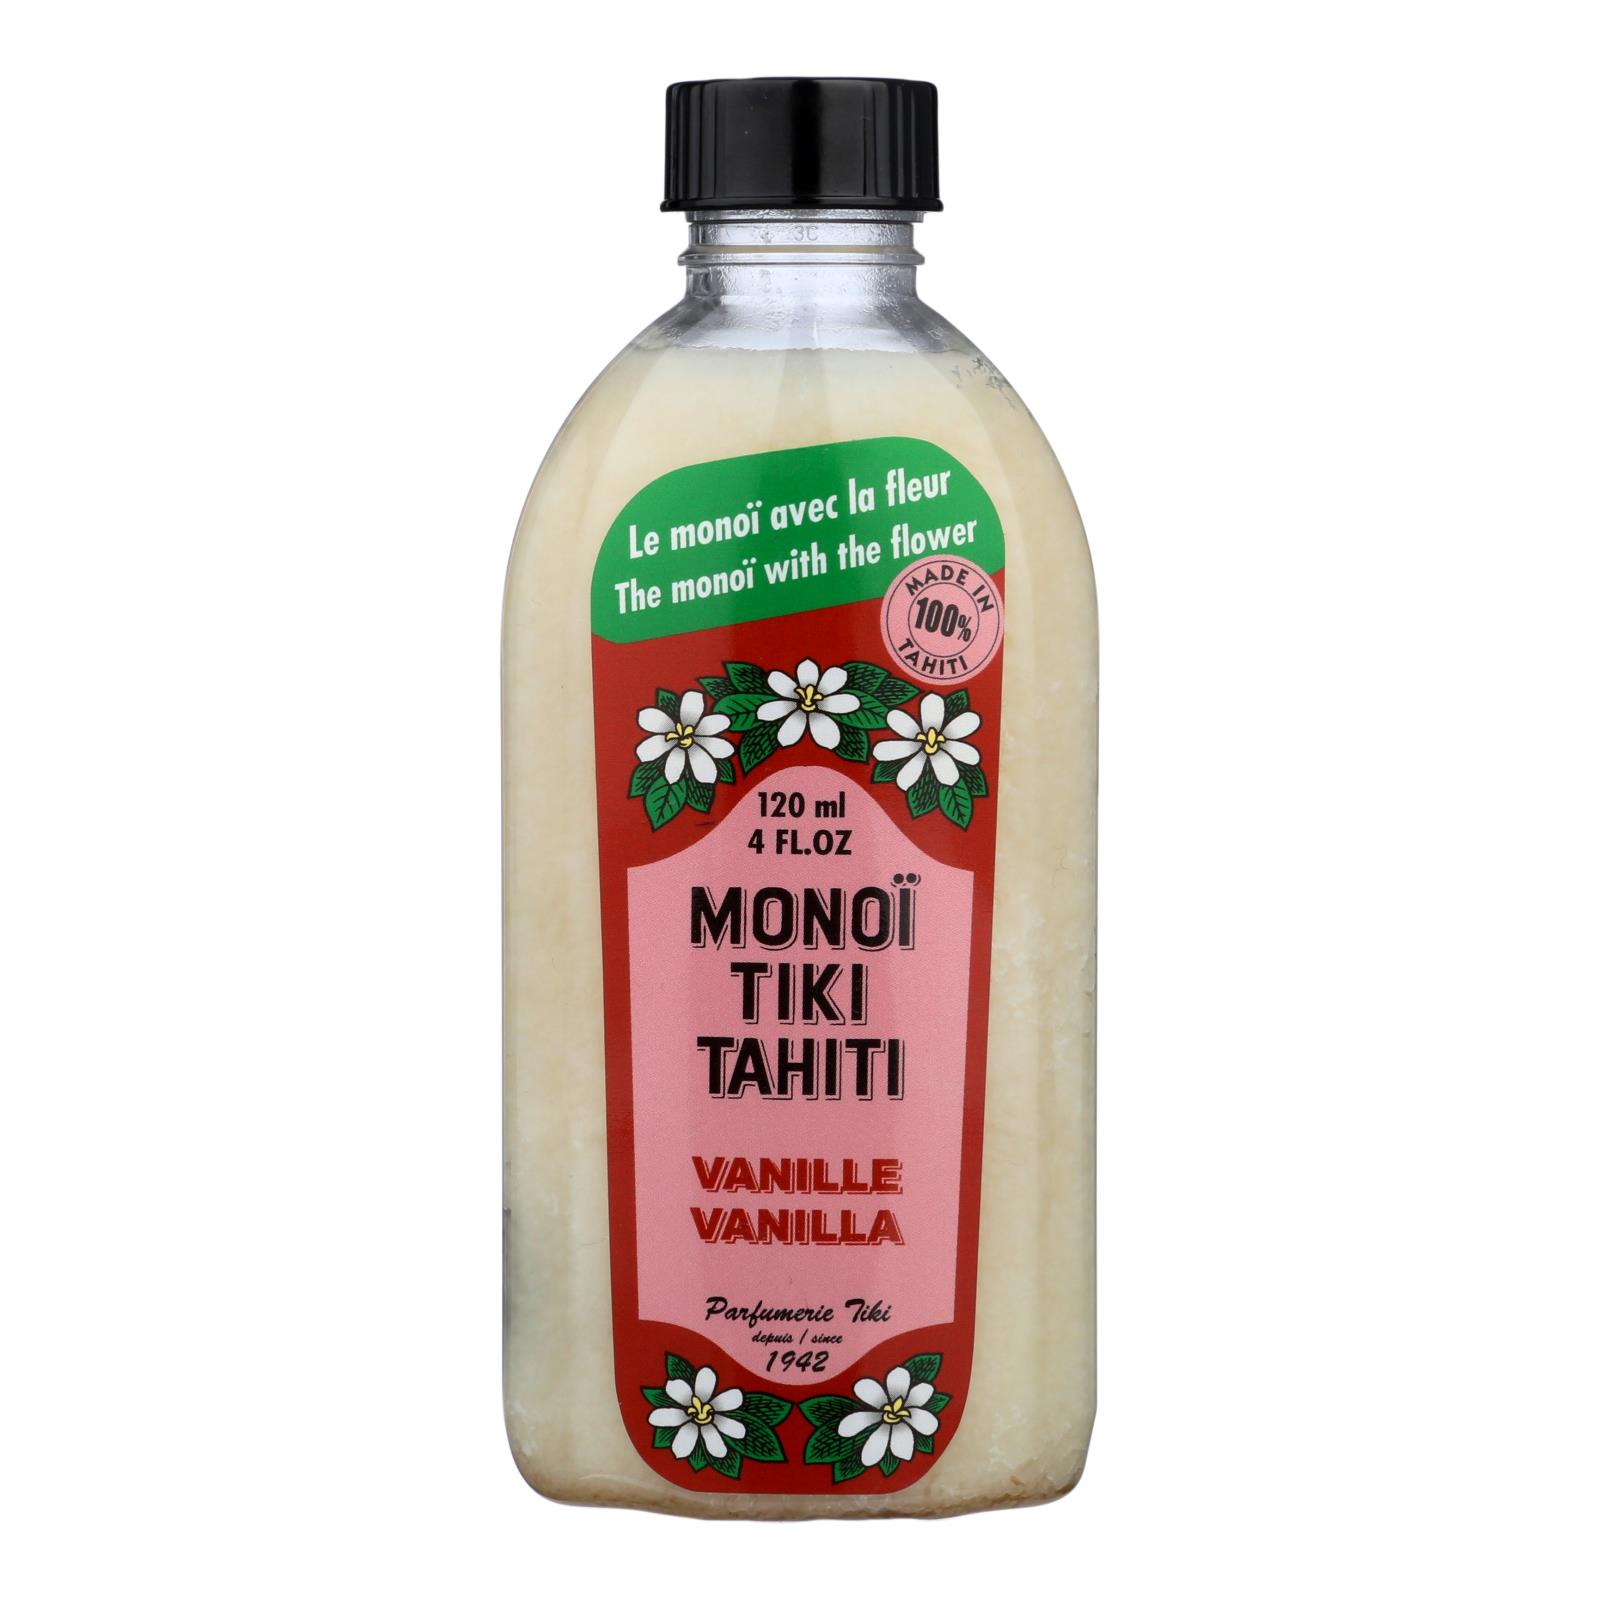 3C
Le monoï avec la fleur
The monoï with the flower
MADE IN
100%
TAHITI
120 ml
4 FL.OZ
MONOÏ
TIKI
TAHITI
VANILLE
VANILLA
Parfumerie Tiki
depuis / since
1942